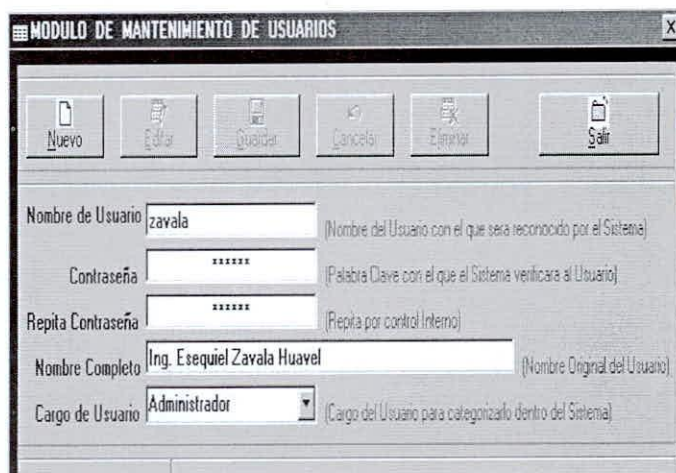 MODULO DE MANTENIMIENTO DE USUARIOS X
Nuevo Editar Guardar Cancelar Eliminar Salir
Nombre de Usuario zavala (Nombre del Usuario con el que sera reconocido por el Sistema)
Contraseña ****** (Palabra Clave con el que el Sistema verificara al Usuario)
Repita Contraseña ****** (Repita por control Interno)
Nombre Completo Ing. Esequiel Zavala Huavel (Nombre Original del Usuario)
Cargo de Usuario Administrador (Cargo del Usuario para categorizarlo dentro del Sistema)